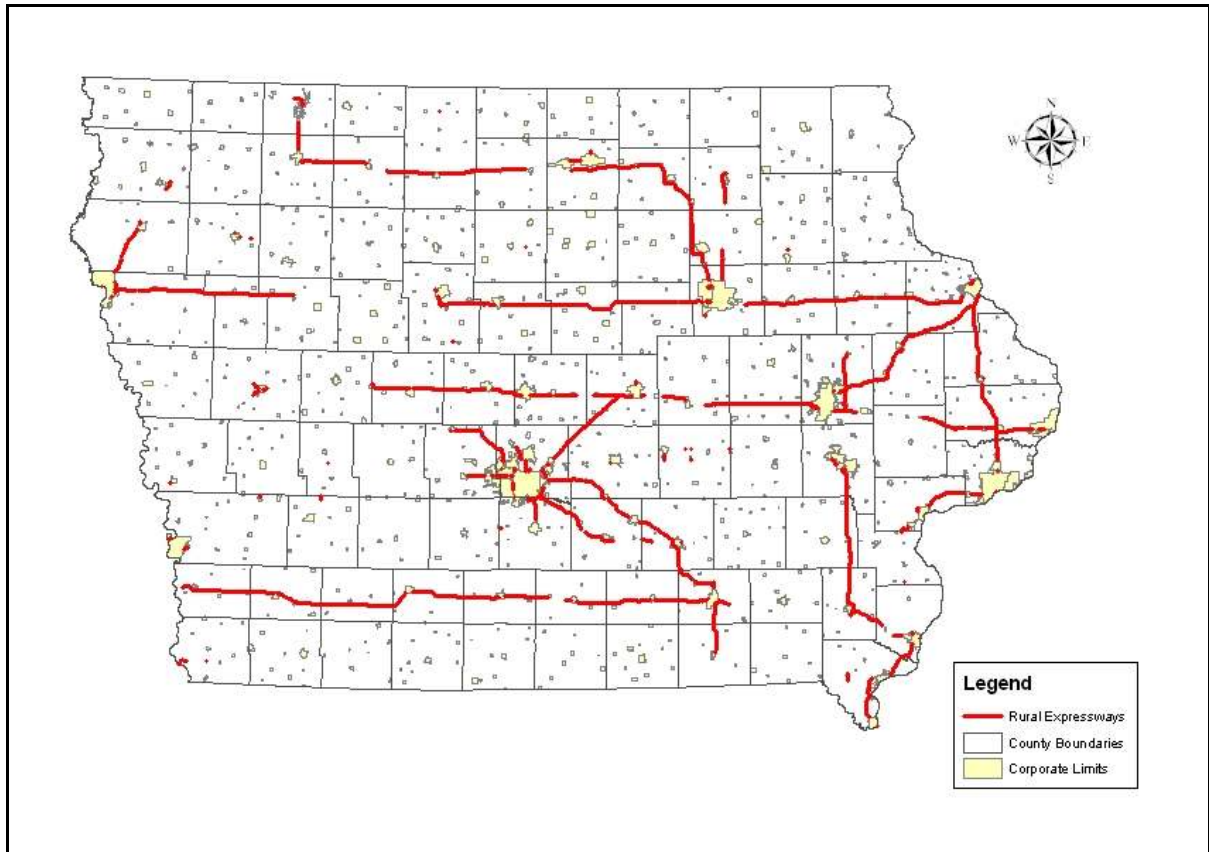 N
W E
S
Legend
Rural Expressways
County Boundaries
Corporate Limits